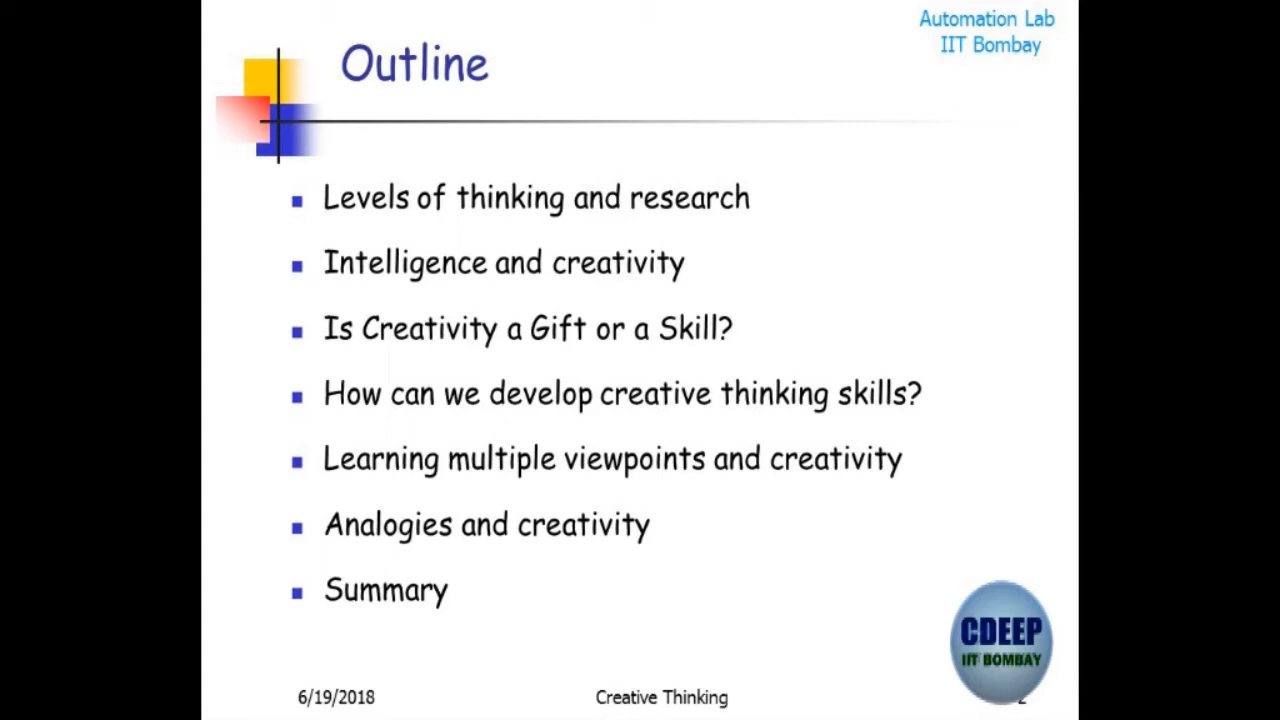 Automation Lab
IIT Bombay
Outline
Levels of thinking and research
Intelligence and creativity
Is Creativity a Gift or a Skill?
How can we develop creative thinking skills?
Learning multiple viewpoints and creativity
Analogies and creativity
Summary
CDEEP
IIT BOMBAY
6/19/2018
Creative Thinking
2